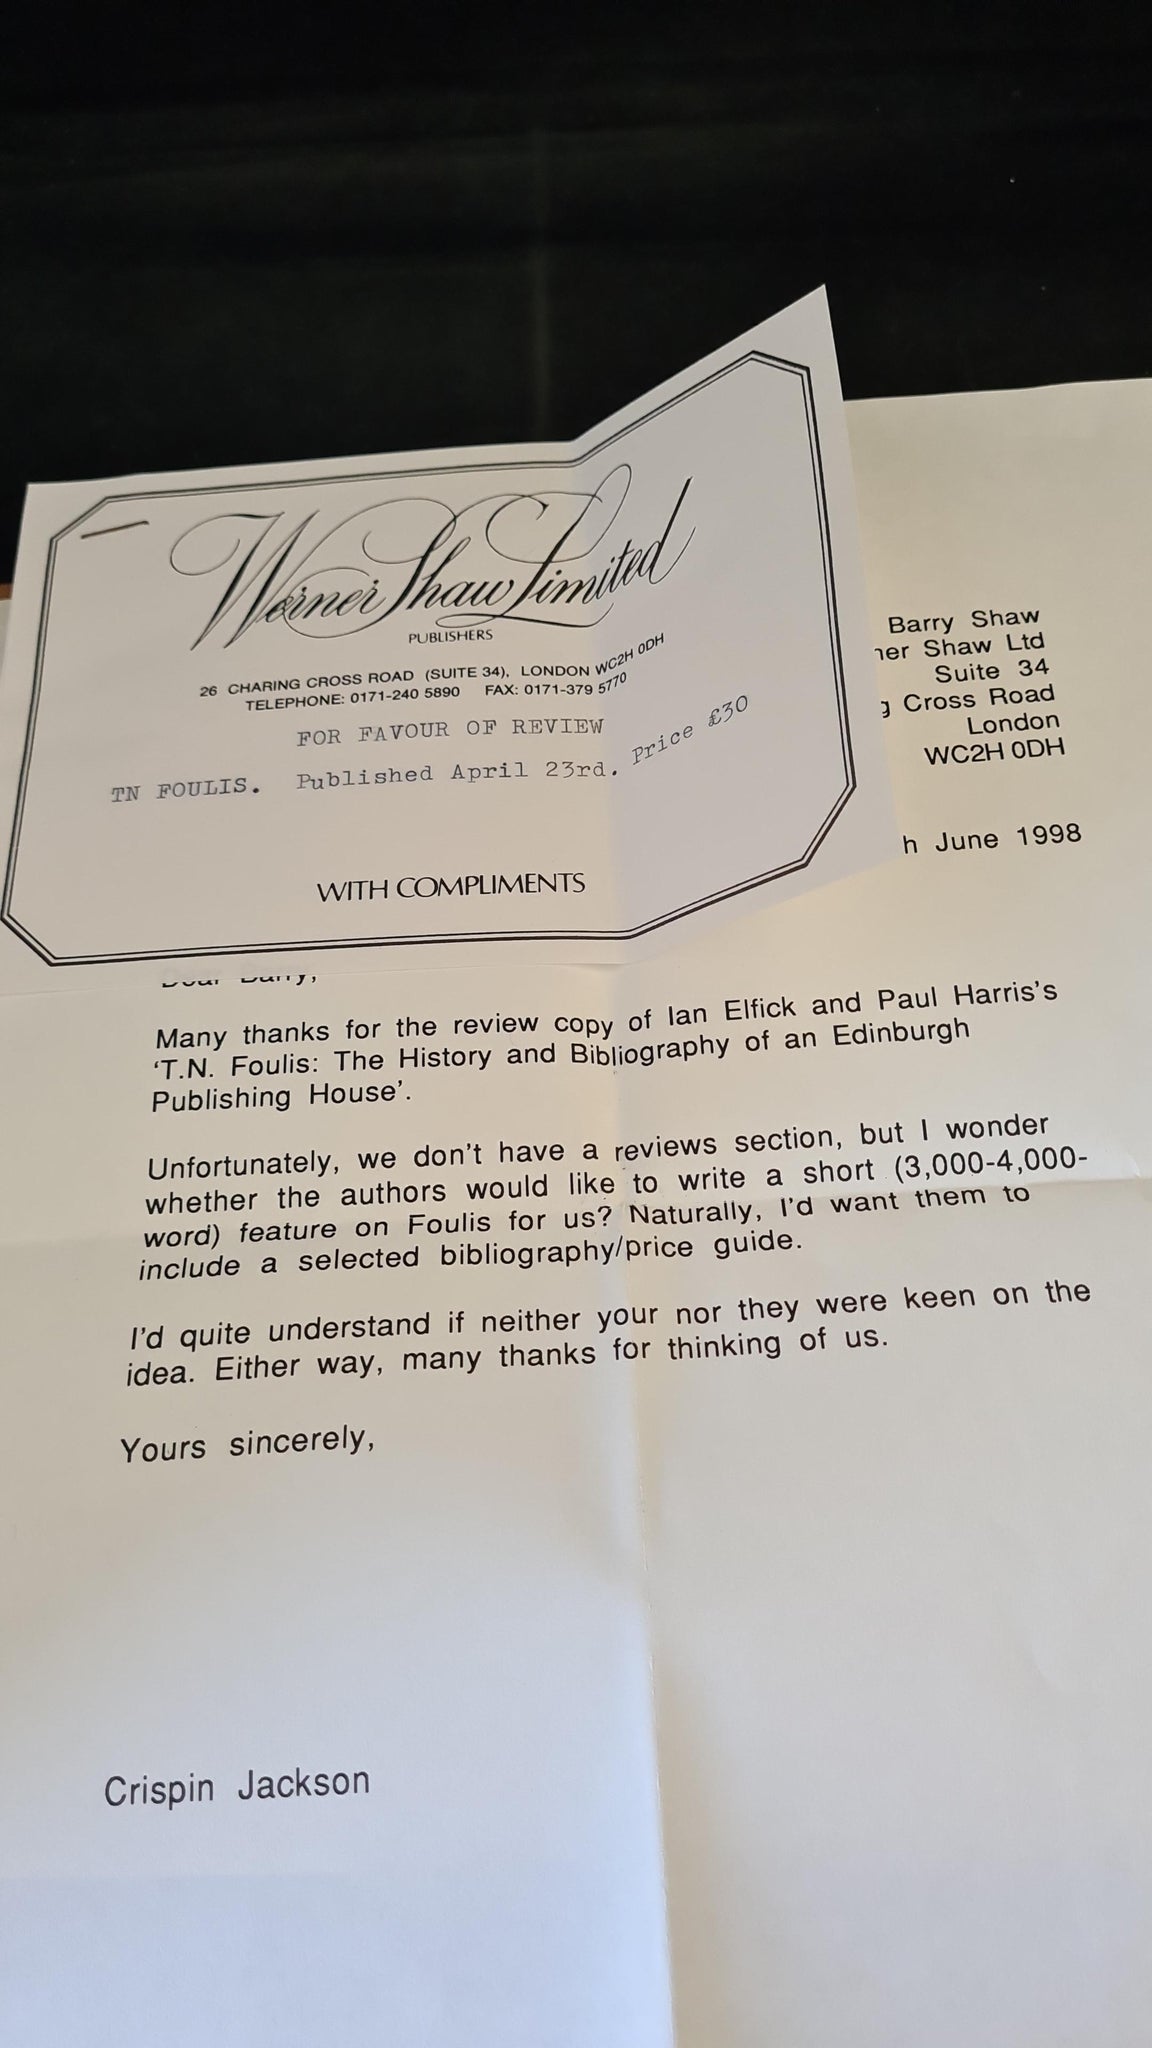 Werner Shaw Limited
PUBLISHERS
26 CHARING CROSS ROAD (SUITE 34), LONDON WC2H 0DH
TELEPHONE: 0171-240 5890 FAX: 0171-379 5770
FOR FAVOUR OF REVIEW
TN FOULIS. Published April 23rd. Price £30
WITH COMPLIMENTS
Barry Shaw
ner Shaw Ltd
Suite 34
g Cross Road
London
WC2H 0DH
h June 1998
Dear Barry,
Many thanks for the review copy of Ian Elfick and Paul Harris's
'T.N. Foulis: The History and Bibliography of an Edinburgh
Publishing House'.
Unfortunately, we don't have a reviews section, but I wonder
whether the authors would like to write a short (3,000-4,000-
word) feature on Foulis for us? Naturally, I'd want them to
include a selected bibliography/price guide.
I'd quite understand if neither your nor they were keen on the
idea. Either way, many thanks for thinking of us.
Yours sincerely,
Crispin Jackson